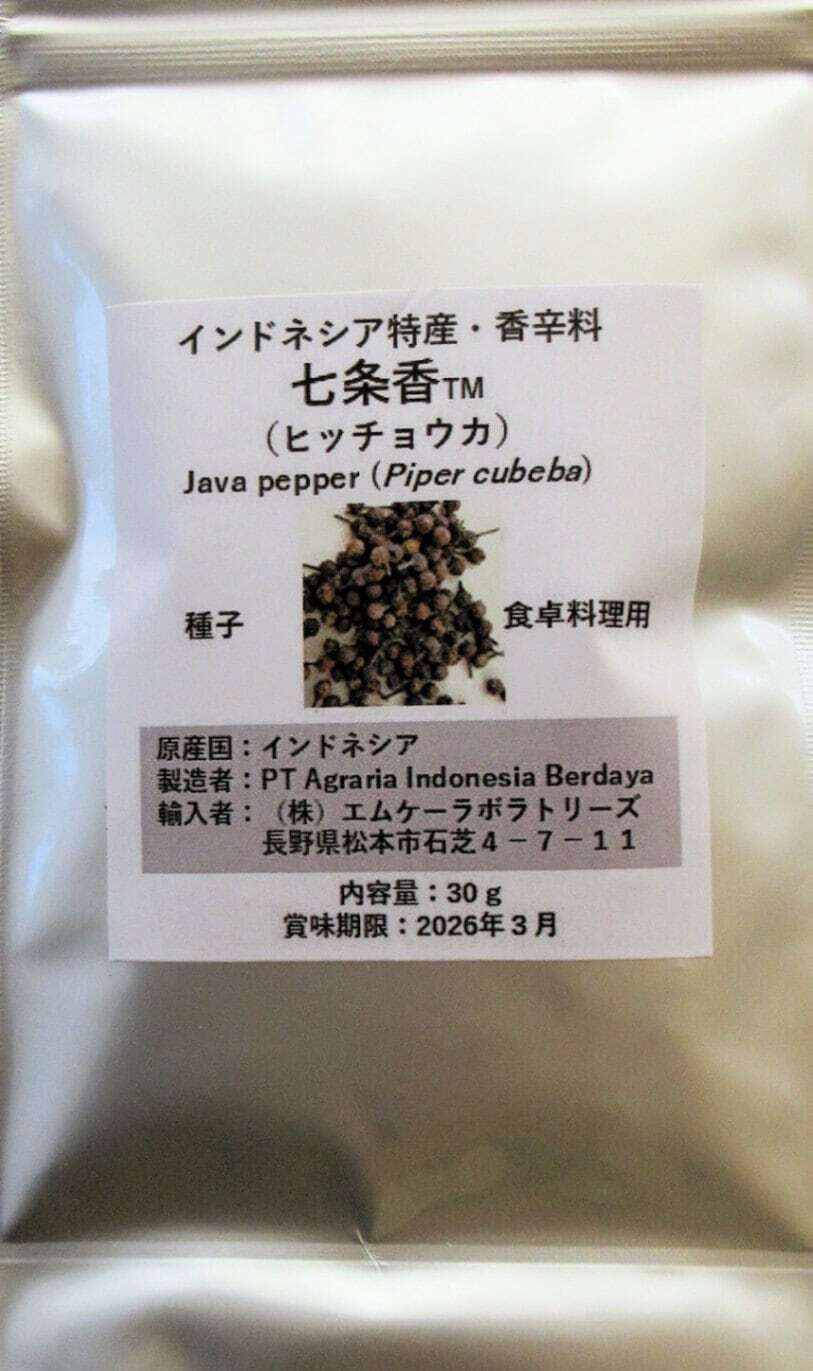 インドネシア特産・香辛料
七条香TM
（ヒッチョウカ）
Java pepper (Piper cubeba)
種子
食卓料理用
原産国：インドネシア
製造者：PT Agraria Indonesia Berdaya
輸入者：（株）エムケーラボラトリーズ
長野県松本市石芝４－７－１１
内容量：30ｇ
賞味期限：2026年３月